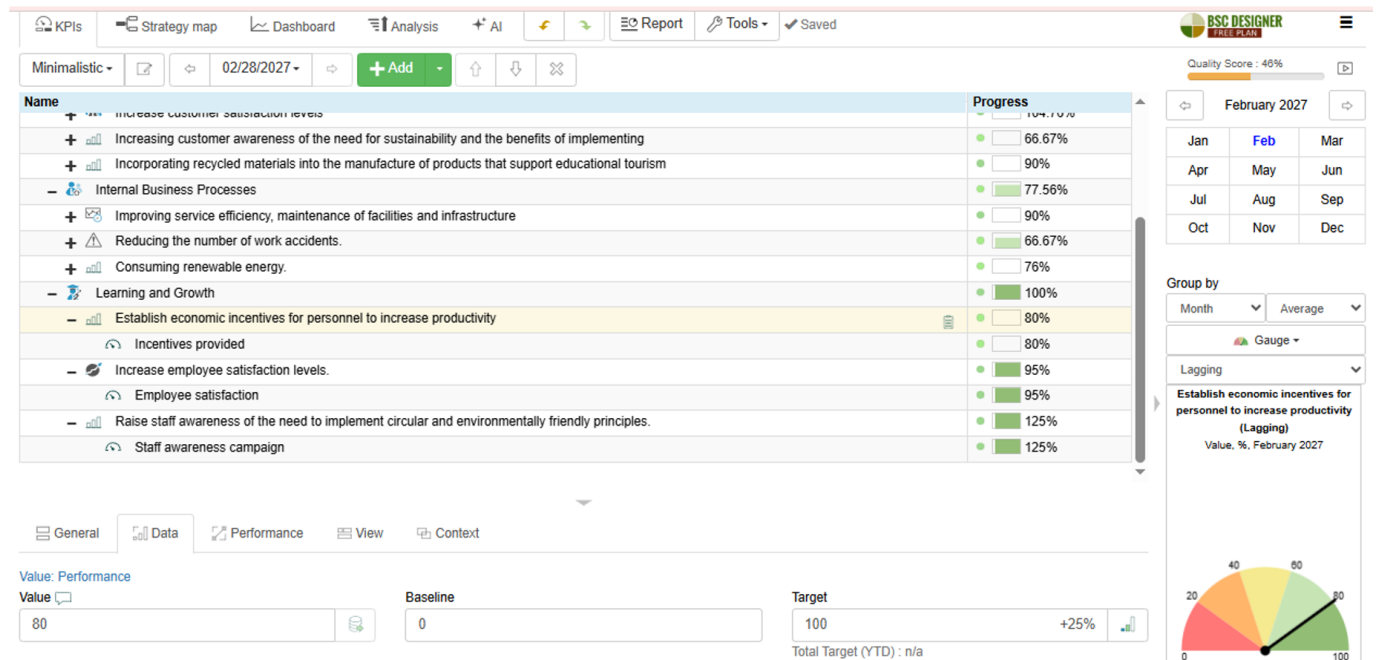 KPIs Strategy map Dashboard Analysis AI Report Tools Saved
BSC DESIGNER
FREE PLAN
Minimalistic 02/28/2027 Add
Quality Score : 46%
Name Progress
Increase customer satisfaction levels 104.76%
Increasing customer awareness of the need for sustainability and the benefits of implementing 66.67%
Incorporating recycled materials into the manufacture of products that support educational tourism 90%
Internal Business Processes 77.56%
Improving service efficiency, maintenance of facilities and infrastructure 90%
Reducing the number of work accidents. 66.67%
Consuming renewable energy. 76%
Learning and Growth 100%
Establish economic incentives for personnel to increase productivity 80%
Incentives provided 80%
Increase employee satisfaction levels. 95%
Employee satisfaction 95%
Raise staff awareness of the need to implement circular and environmentally friendly principles. 125%
Staff awareness campaign 125%
February 2027
Jan Feb Mar
Apr May Jun
Jul Aug Sep
Oct Nov Dec
Group by
Month Average
Gauge
Lagging
Establish economic incentives for
personnel to increase productivity
(Lagging)
Value, %, February 2027
0 20 40 60 80 100
General Data Performance View Context
Value: Performance
Value Baseline Target
80 0 100 +25%
Total Target (YTD) : n/a